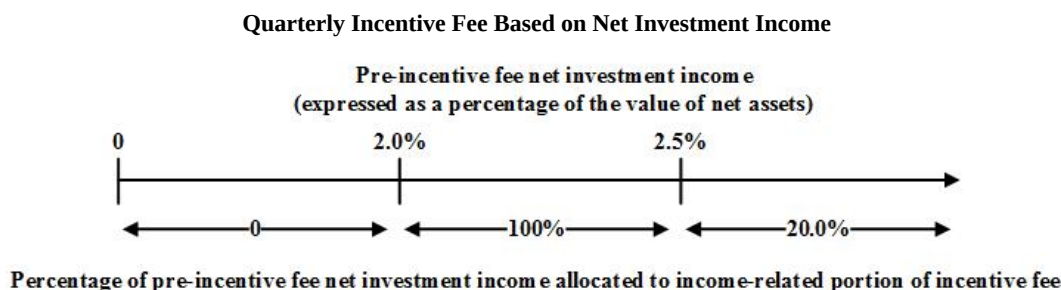 Quarterly Incentive Fee Based on Net Investment Income
Pre-incentive fee net investment income
(expressed as a percentage of the value of net assets)
0 2.0% 2.5%
0 100% 20.0%
Percentage of pre-incentive fee net investment income allocated to income-related portion of incentive fee